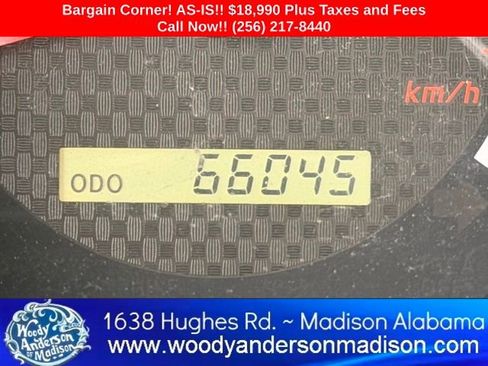 Bargain Corner! AS-IS!! $18,990 Plus Taxes and Fees
Call Now!! (256) 217-8440
km/h
ODO 66045
Woody
Anderson
OF
Madison
1638 Hughes Rd. ~ Madison Alabama
www.woodyandersonmadison.com